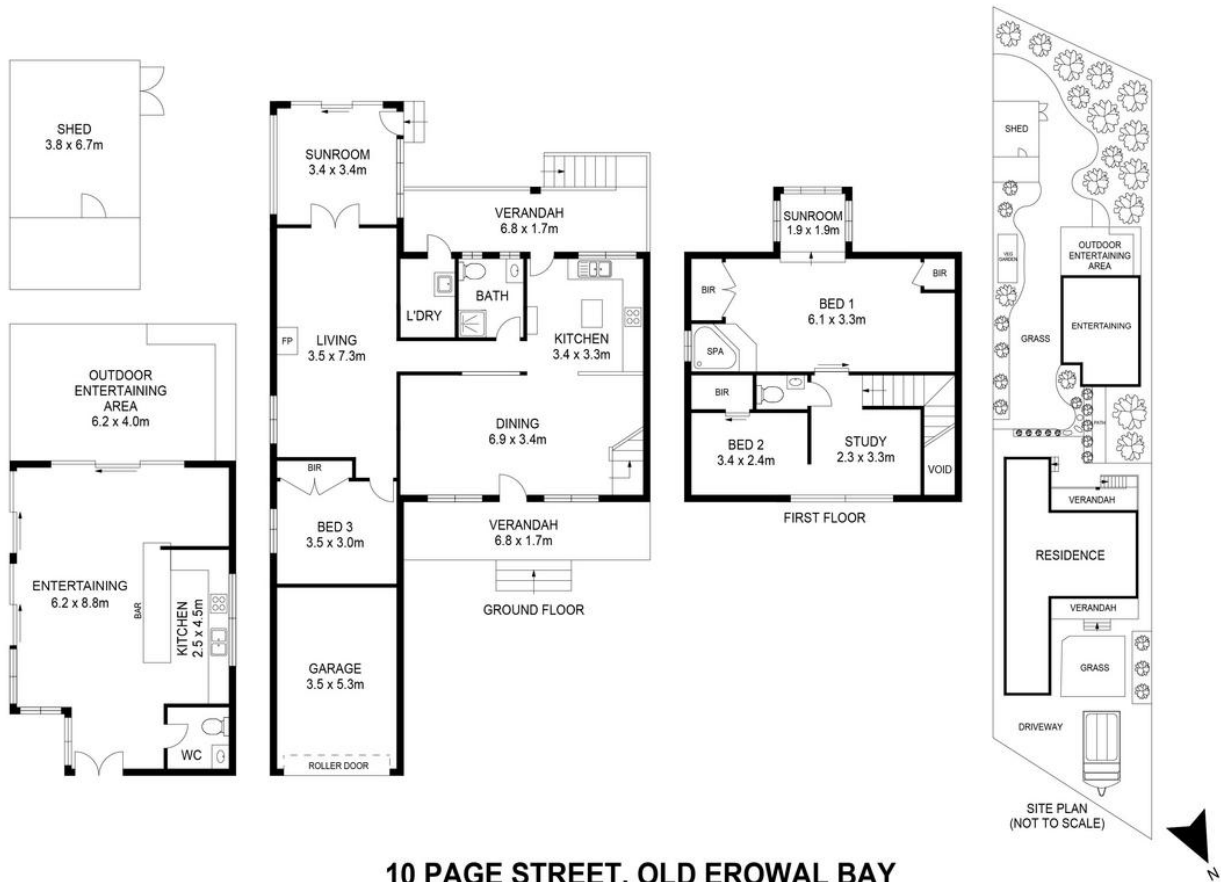 SHED
3.8 x 6.7m
OUTDOOR
ENTERTAINING
AREA
6.2 x 4.0m
ENTERTAINING
6.2 x 8.8m
BAR
KITCHEN
2.5 x 4.5m
WC
SUNROOM
3.4 x 3.4m
VERANDAH
6.8 x 1.7m
L'DRY
BATH
KITCHEN
3.4 x 3.3m
FP
LIVING
3.5 x 7.3m
DINING
6.9 x 3.4m
BIR
BED 3
3.5 x 3.0m
VERANDAH
6.8 x 1.7m
GROUND FLOOR
GARAGE
3.5 x 5.3m
ROLLER DOOR
SUNROOM
1.9 x 1.9m
BIR
BIR
BED 1
6.1 x 3.3m
SPA
BIR
BED 2
3.4 x 2.4m
STUDY
2.3 x 3.3m
VOID
FIRST FLOOR
SHED
VEG
GARDEN
OUTDOOR
ENTERTAINING
AREA
GRASS
ENTERTAINING
PATH
VERANDAH
RESIDENCE
VERANDAH
GRASS
DRIVEWAY
SITE PLAN
(NOT TO SCALE)
N
10 PAGE STREET, OLD EROWAL BAY